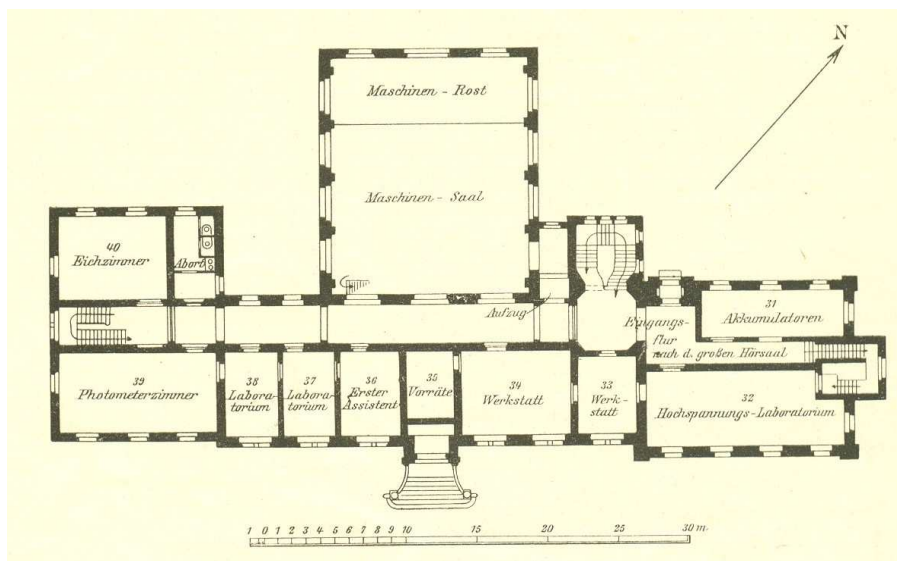 N
Maschinen - Rost
Maschinen - Saal
40
Eichzimmer
Abort
Aufzug
Eingangs-
flur
nach d. großen Hörsaal
31
Akkumulatoren
39
Photometerzimmer
38
Labora-
torium
37
Labora-
torium
36
Erster
Assistent
35
Vorräte
34
Werkstatt
33
Werk-
statt
32
Hochspannungs-Laboratorium
1 0 1 2 3 4 5 6 7 8 9 10 15 20 25 30 m.